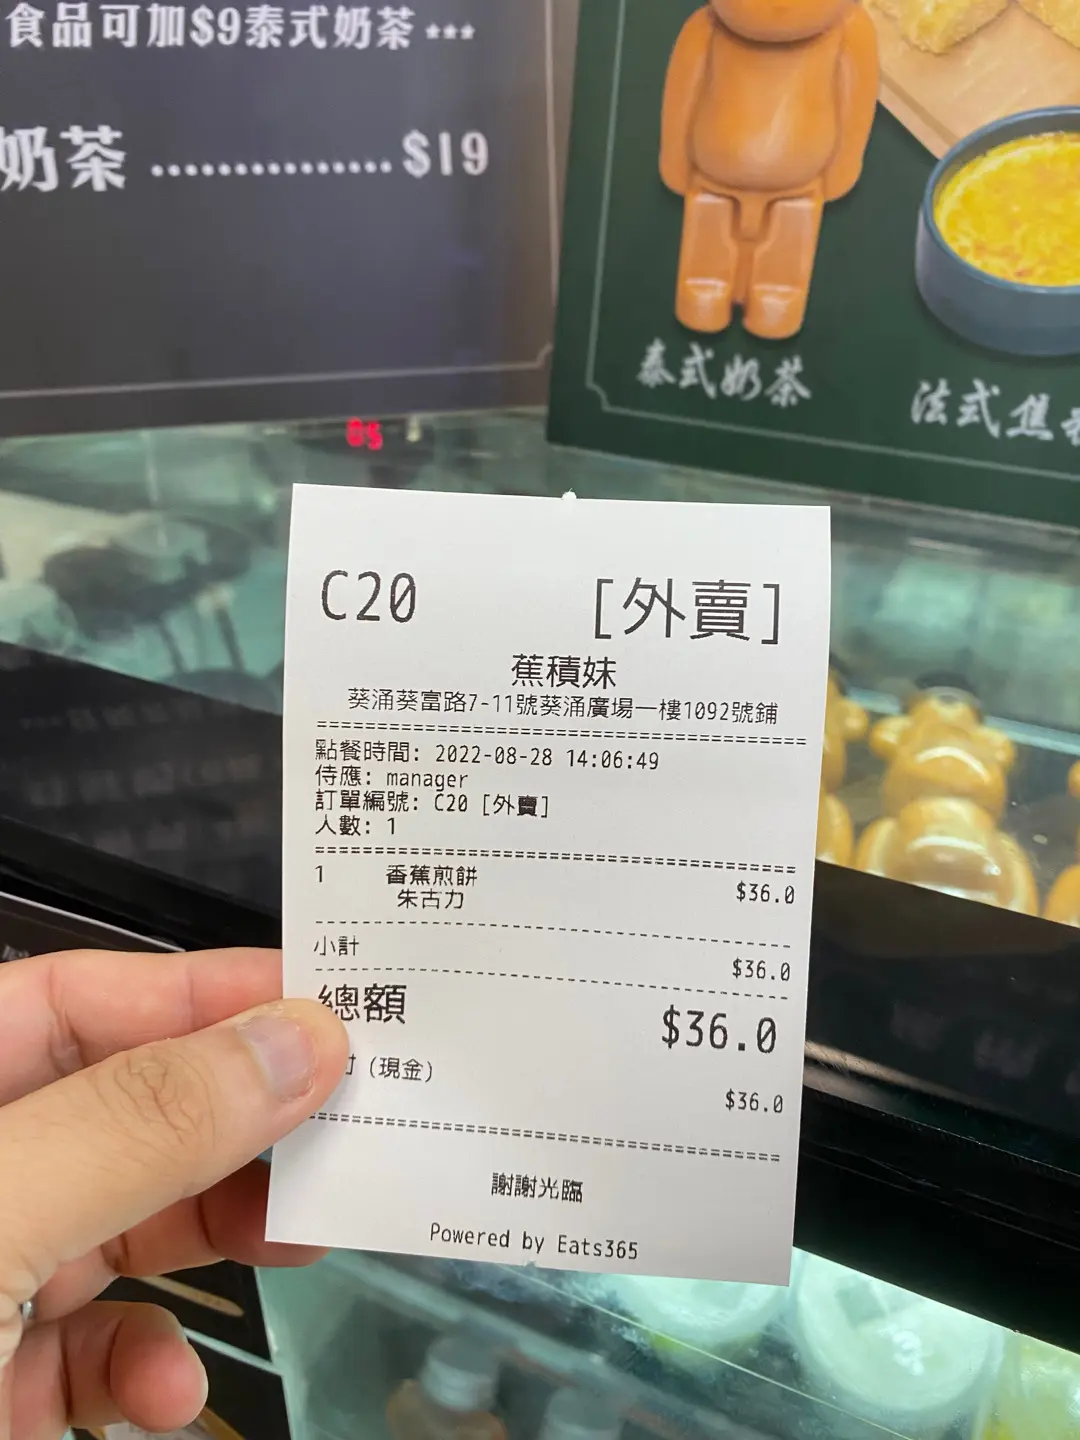 食品可加$9泰式奶茶***
奶茶 ............... $19
泰式奶茶
法式焦
C20 [外賣]
蕉積妹
葵涌葵富路7-11號葵涌廣場一樓1092號鋪
點餐時間: 2022-08-28 14:06:49
侍應: manager
訂單編號: C20 [外賣]
人數: 1
1 香蕉煎餅 $36.0
朱古力
小計 $36.0
總額 $36.0
(現金) $36.0
謝謝光臨
Powered by Eats365